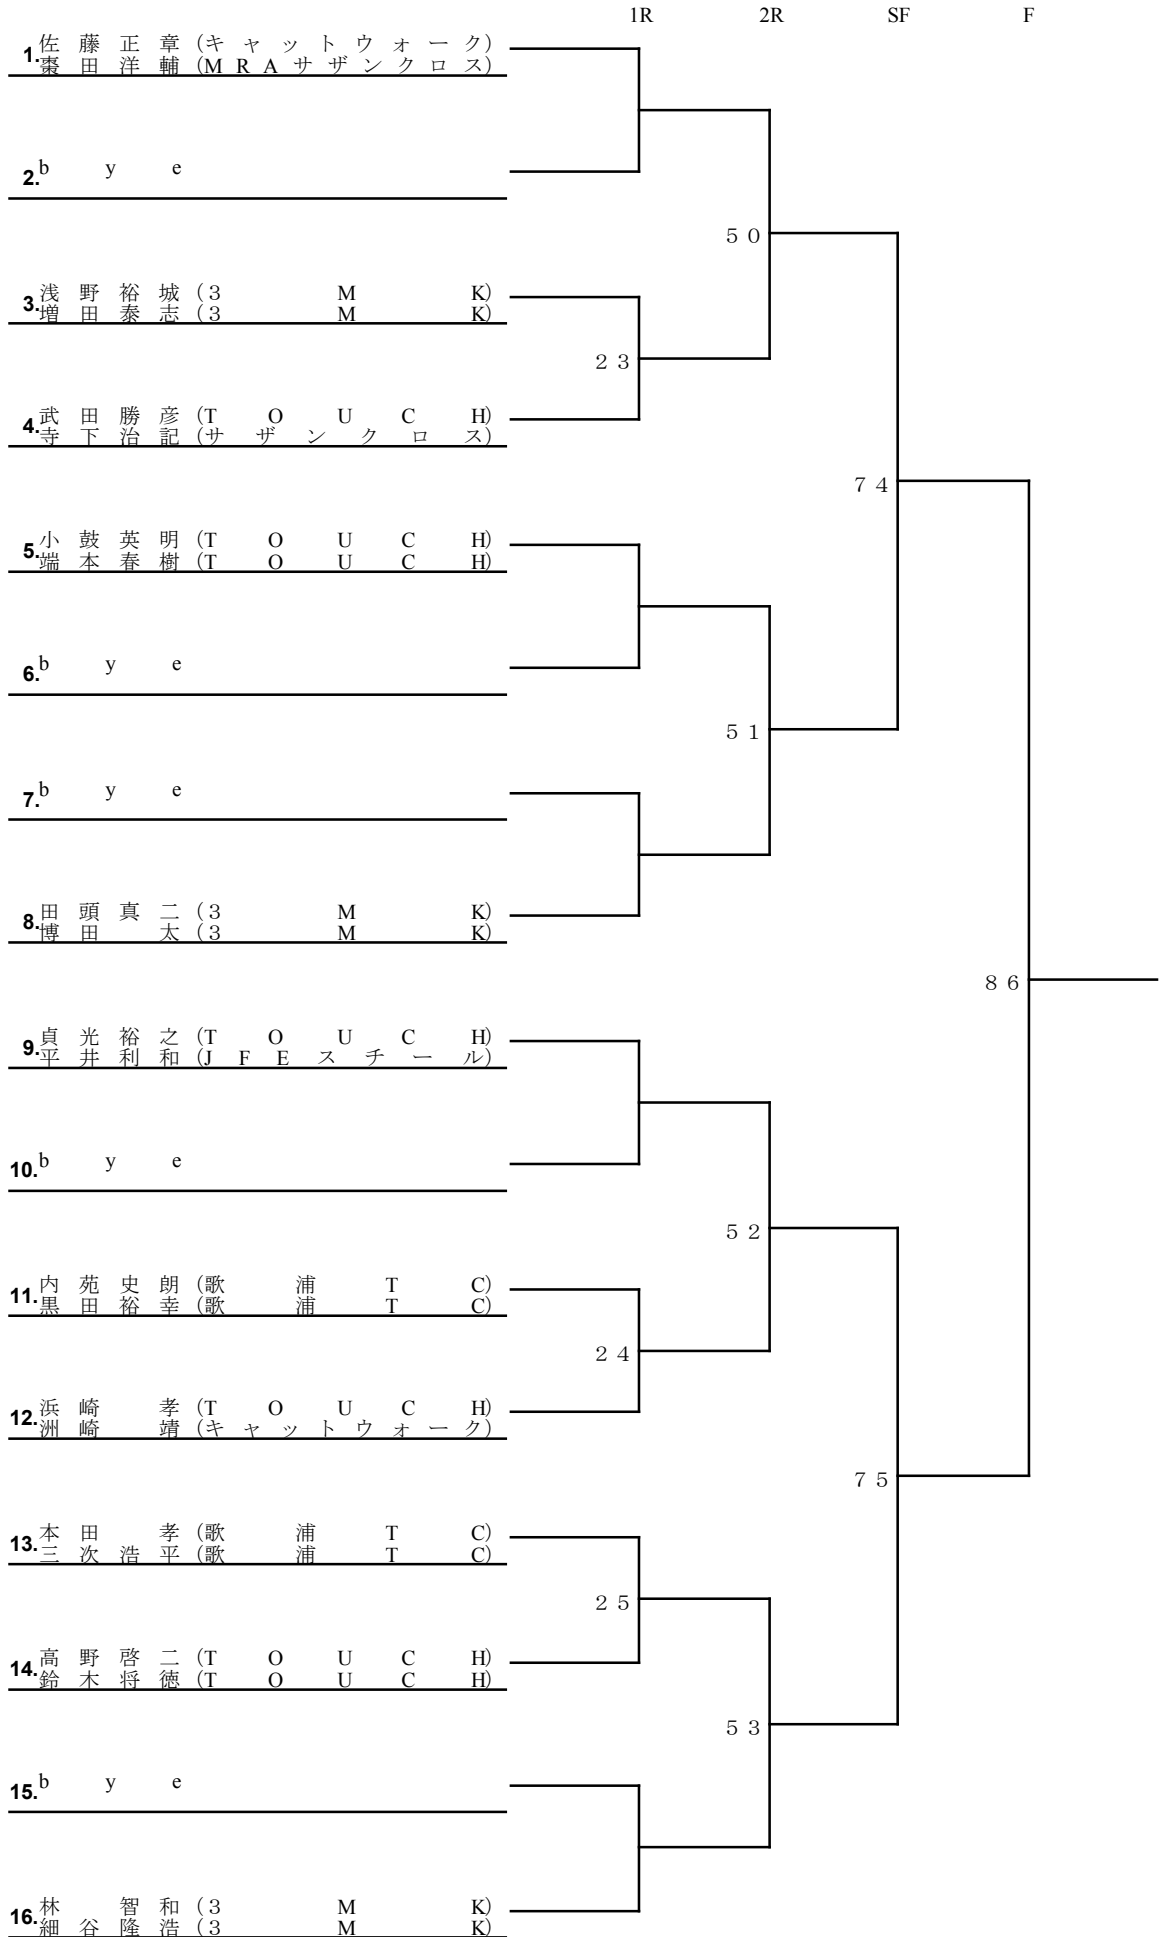 1R 2R SF F
1. 佐藤正章(キャットウォーク)
棗田洋輔(MRAサザンクロス)
2. bye
50
3. 浅野裕城(3MK)
増田泰志(3MK)
23
4. 武田勝彦(TOUCH)
寺下治記(サザンクロス)
74
5. 小鼓英明(TOUCH)
端本春樹(TOUCH)
6. bye
51
7. bye
8. 田頭真二(3MK)
博田 太(3MK)
86
9. 貞光裕之(TOUCH)
平井利和(JFEスチール)
10. bye
52
11. 内苑史朗(歌浦TC)
黒田裕幸(歌浦TC)
24
12. 浜崎 孝(TOUCH)
洲崎 靖(キャットウォーク)
75
13. 本田 孝(歌浦TC)
三次浩平(歌浦TC)
25
14. 高野啓二(TOUCH)
鈴木将徳(TOUCH)
53
15. bye
16. 林 智和(3MK)
細谷隆浩(3MK)